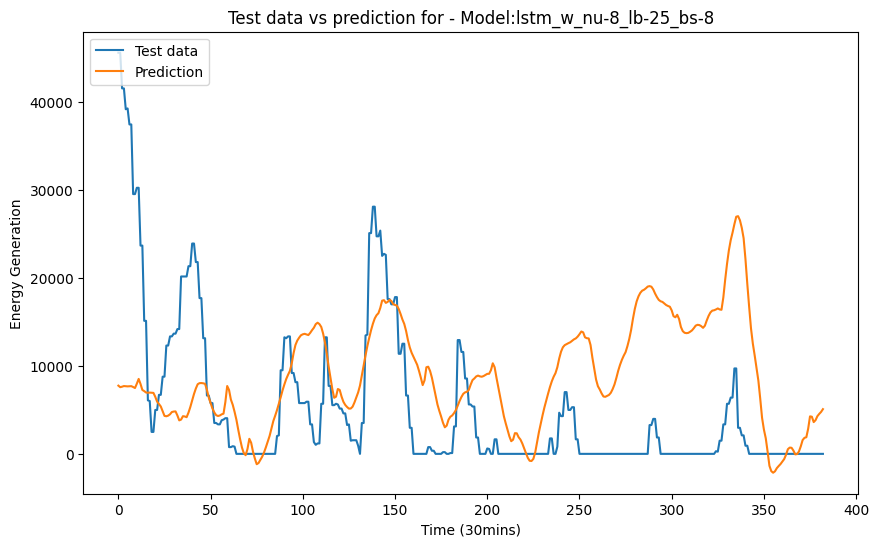 Test data vs prediction for - Model:lstm_w_nu-8_lb-25_bs-8
Test data
Prediction
40000
30000
20000
10000
0
Energy Generation
0 50 100 150 200 250 300 350 400
Time (30mins)